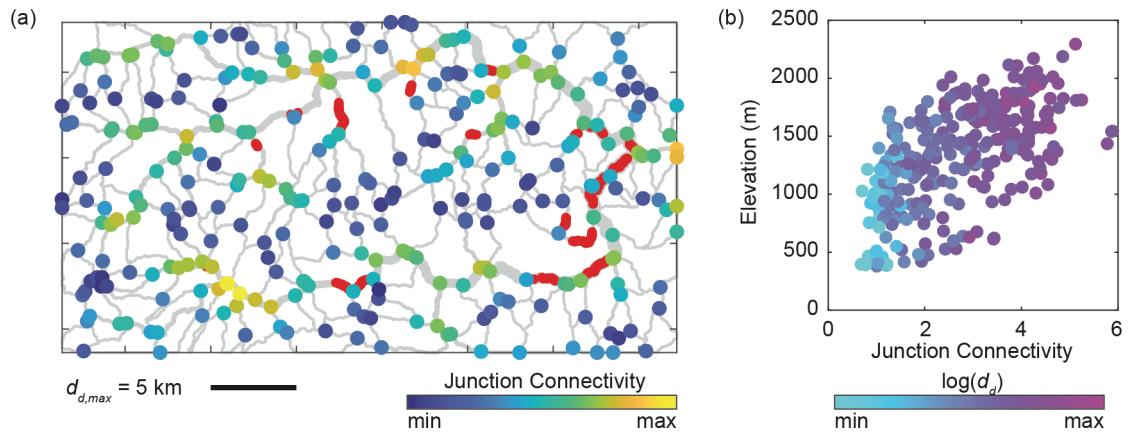 (a)
d_d,max = 5 km
Junction Connectivity
min max
(b)
Elevation (m)
2500
2000
1500
1000
500
0
0 2 4 6
Junction Connectivity
log(d_d)
min max